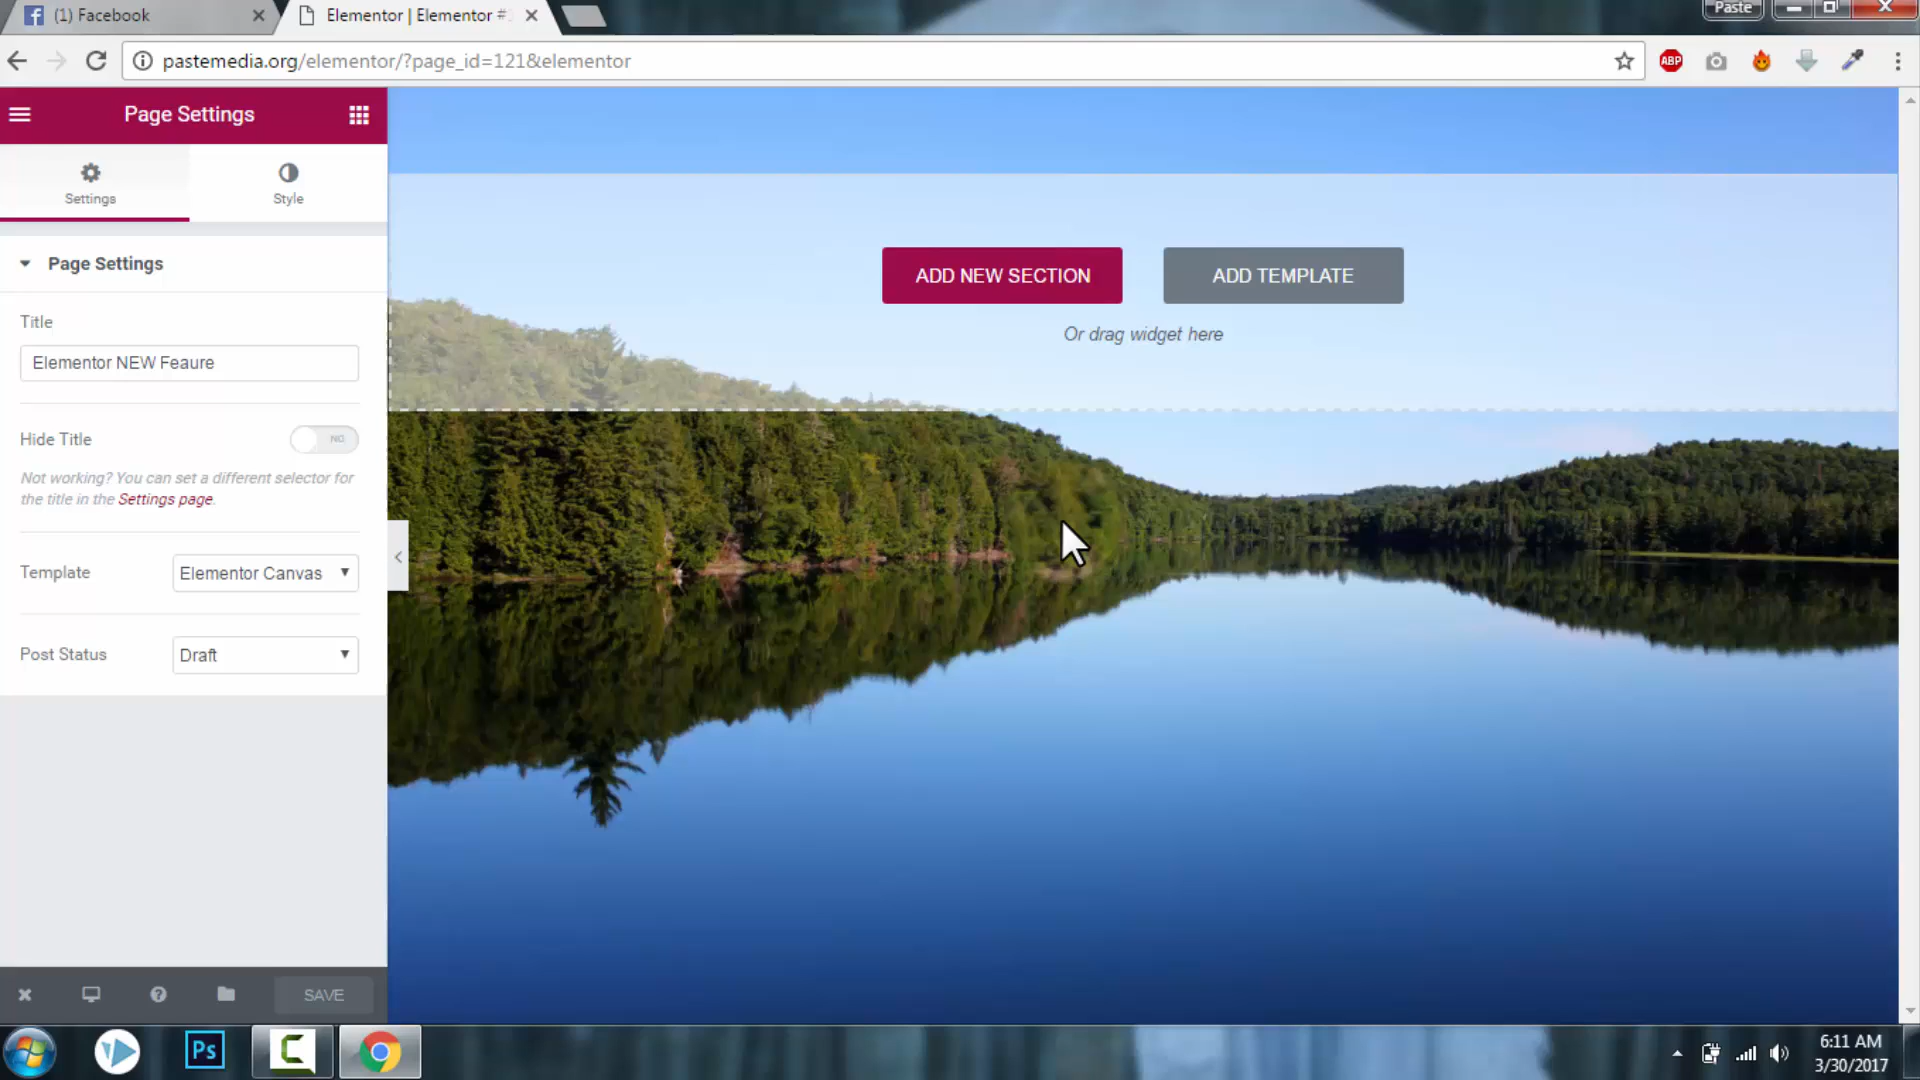 (1) Facebook
Elementor | Elementor #
Paste
pastemedia.org/elementor/?page_id=121&elementor
ABP
Page Settings
Settings
Style
Page Settings
Title
Elementor NEW Feaure
Hide Title
NO
Not working? You can set a different selector for
the title in the Settings page.
Template
Elementor Canvas
Post Status
Draft
SAVE
ADD NEW SECTION
ADD TEMPLATE
Or drag widget here
Ps
6:11 AM
3/30/2017